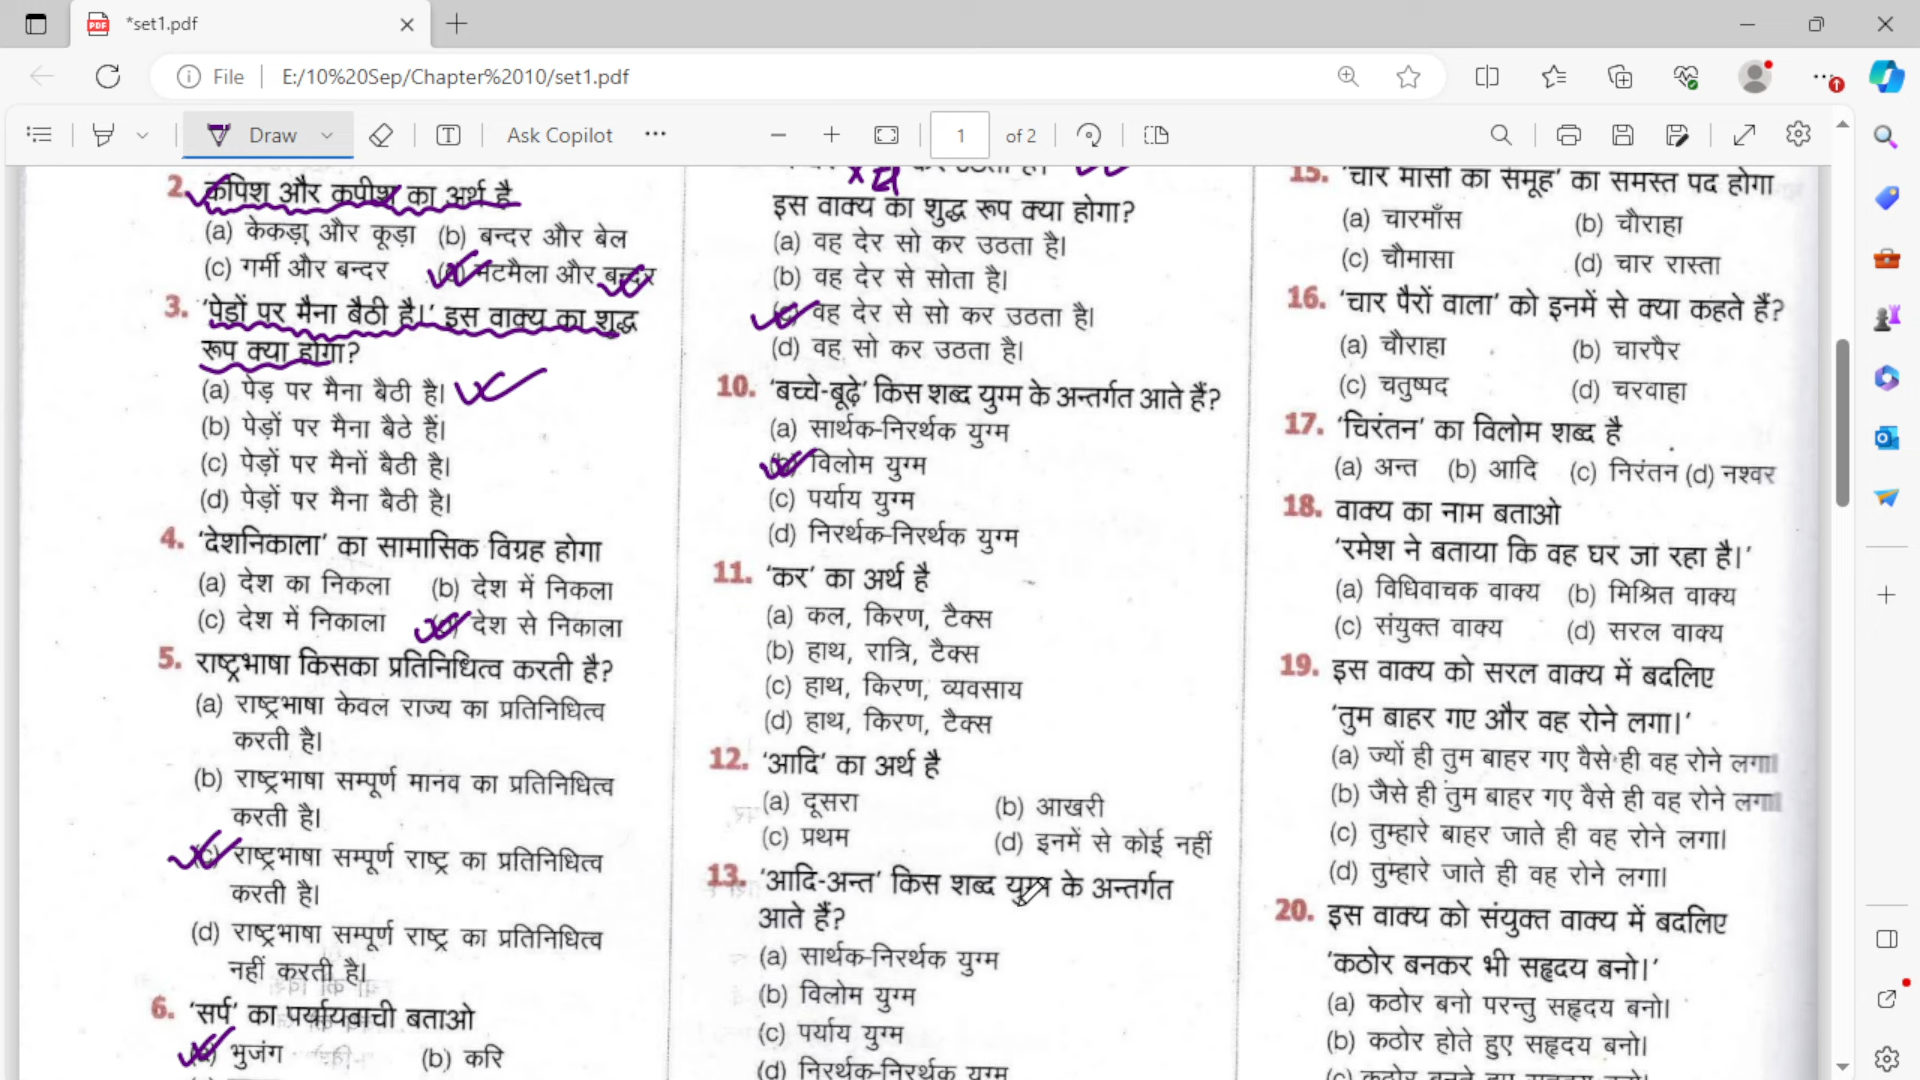 *set1.pdf
File
E:/10%20Sep/Chapter%2010/set1.pdf
Draw
Ask Copilot
1
of 2
2. कपिश और कपीश का अर्थ है
(a) केकड़ा और कूड़ा (b) बन्दर और बेल
(c) गर्मी और बन्दर मटमैला और बन्दर
3. 'पेड़ों पर मैना बैठी है।' इस वाक्य का शुद्ध
रूप क्या होगा?
(a) पेड़ पर मैना बैठी है।
(b) पेड़ों पर मैना बैठे हैं।
(c) पेड़ों पर मैनों बैठी है।
(d) पेड़ों पर मैना बैठी है।
4. 'देशनिकाला' का सामासिक विग्रह होगा
(a) देश का निकला (b) देश में निकला
(c) देश में निकाला (d) देश से निकाला
5. राष्ट्रभाषा किसका प्रतिनिधित्व करती है?
(a) राष्ट्रभाषा केवल राज्य का प्रतिनिधित्व
करती है।
(b) राष्ट्रभाषा सम्पूर्ण मानव का प्रतिनिधित्व
करती है।
(c) राष्ट्रभाषा सम्पूर्ण राष्ट्र का प्रतिनिधित्व
करती है।
(d) राष्ट्रभाषा सम्पूर्ण राष्ट्र का प्रतिनिधित्व
नहीं करती है।
6. 'सर्प' का पर्यायवाची बताओ
(a) भुजंग (b) करि
कर उठता है।
इस वाक्य का शुद्ध रूप क्या होगा?
(a) वह देर सो कर उठता है।
(b) वह देर से सोता है।
(c) वह देर से सो कर उठता है।
(d) वह सो कर उठता है।
10. 'बच्चे-बूढ़े' किस शब्द युग्म के अन्तर्गत आते हैं?
(a) सार्थक-निरर्थक युग्म
(b) विलोम युग्म
(c) पर्याय युग्म
(d) निरर्थक-निरर्थक युग्म
11. 'कर' का अर्थ है
(a) कल, किरण, टैक्स
(b) हाथ, रात्रि, टैक्स
(c) हाथ, किरण, व्यवसाय
(d) हाथ, किरण, टैक्स
12. 'आदि' का अर्थ है
(a) दूसरा (b) आखरी
(c) प्रथम (d) इनमें से कोई नहीं
13. 'आदि-अन्त' किस शब्द युग्म के अन्तर्गत
आते हैं?
(a) सार्थक-निरर्थक युग्म
(b) विलोम युग्म
(c) पर्याय युग्म
(d) निरर्थक-निरर्थक युग्म
15. 'चार मासों का समूह' का समस्त पद होगा
(a) चारमाँस (b) चौराहा
(c) चौमासा (d) चार रास्ता
16. 'चार पैरों वाला' को इनमें से क्या कहते हैं?
(a) चौराहा (b) चारपैर
(c) चतुष्पद (d) चरवाहा
17. 'चिरंतन' का विलोम शब्द है
(a) अन्त (b) आदि (c) निरंतन (d) नश्वर
18. वाक्य का नाम बताओ
'रमेश ने बताया कि वह घर जा रहा है।'
(a) विधिवाचक वाक्य (b) मिश्रित वाक्य
(c) संयुक्त वाक्य (d) सरल वाक्य
19. इस वाक्य को सरल वाक्य में बदलिए
'तुम बाहर गए और वह रोने लगा।'
(a) ज्यों ही तुम बाहर गए वैसे ही वह रोने लगा।
(b) जैसे ही तुम बाहर गए वैसे ही वह रोने लगा।
(c) तुम्हारे बाहर जाते ही वह रोने लगा।
(d) तुम्हारे जाते ही वह रोने लगा।
20. इस वाक्य को संयुक्त वाक्य में बदलिए
'कठोर बनकर भी सहृदय बनो।'
(a) कठोर बनो परन्तु सहृदय बनो।
(b) कठोर होते हुए सहृदय बनो।